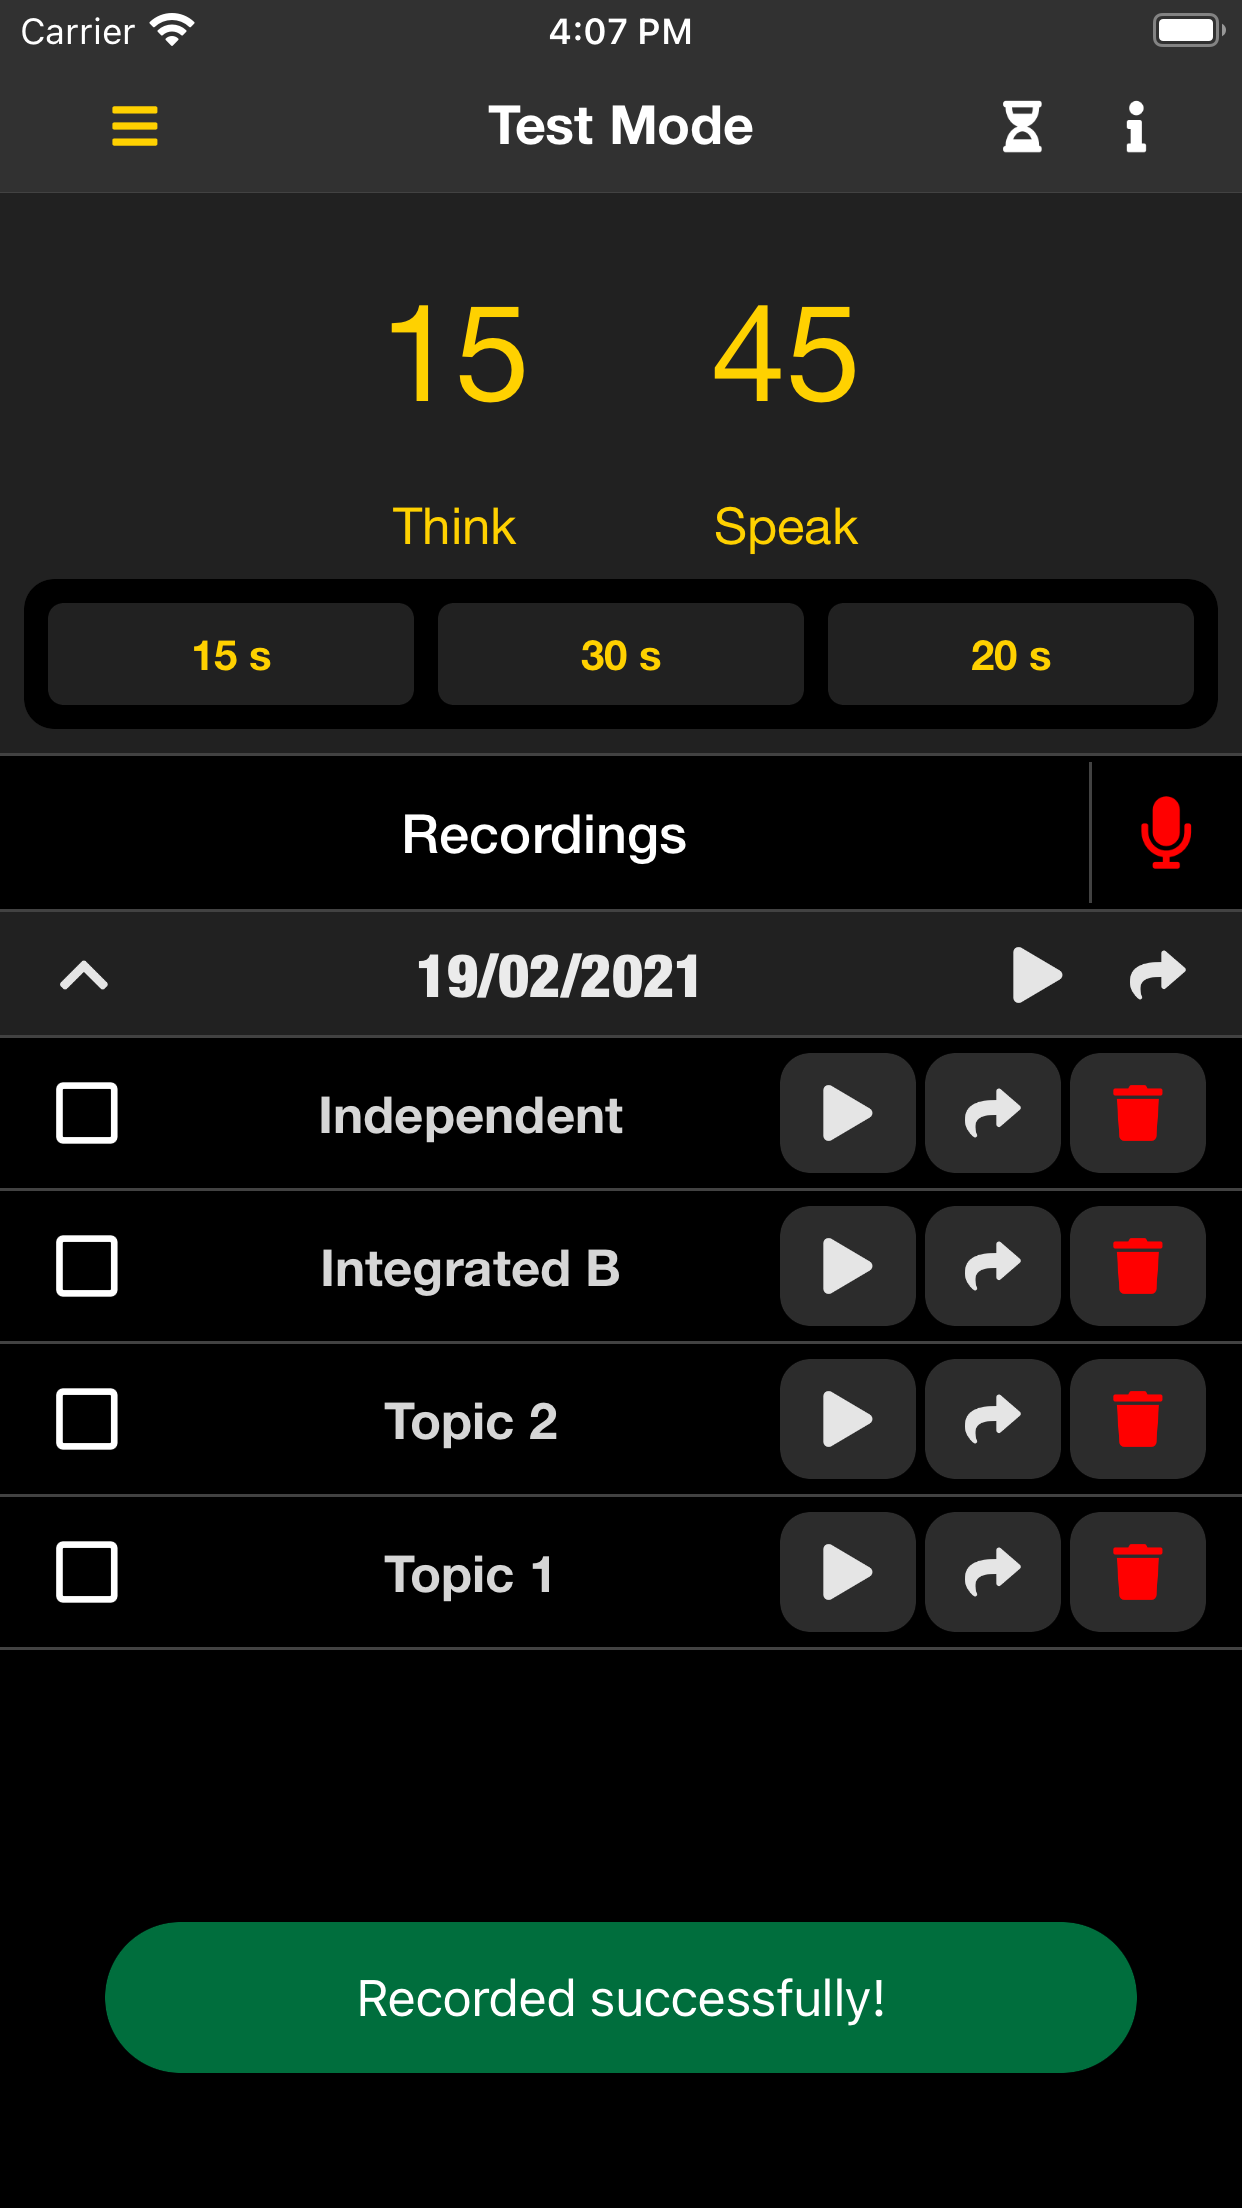 Carrier 4:07 PM
Test Mode
15 45
Think Speak
15 s 30 s 20 s
Recordings
19/02/2021
Independent
Integrated B
Topic 2
Topic 1
Recorded successfully!